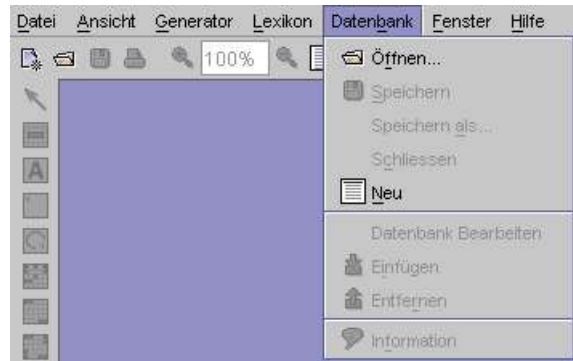 Datei Ansicht Generator Lexikon Datenbank Fenster Hilfe
100%
A
Öffnen...
Speichern
Speichern als...
Schliessen
Neu
Datenbank Bearbeiten
Einfügen
Entfernen
Information